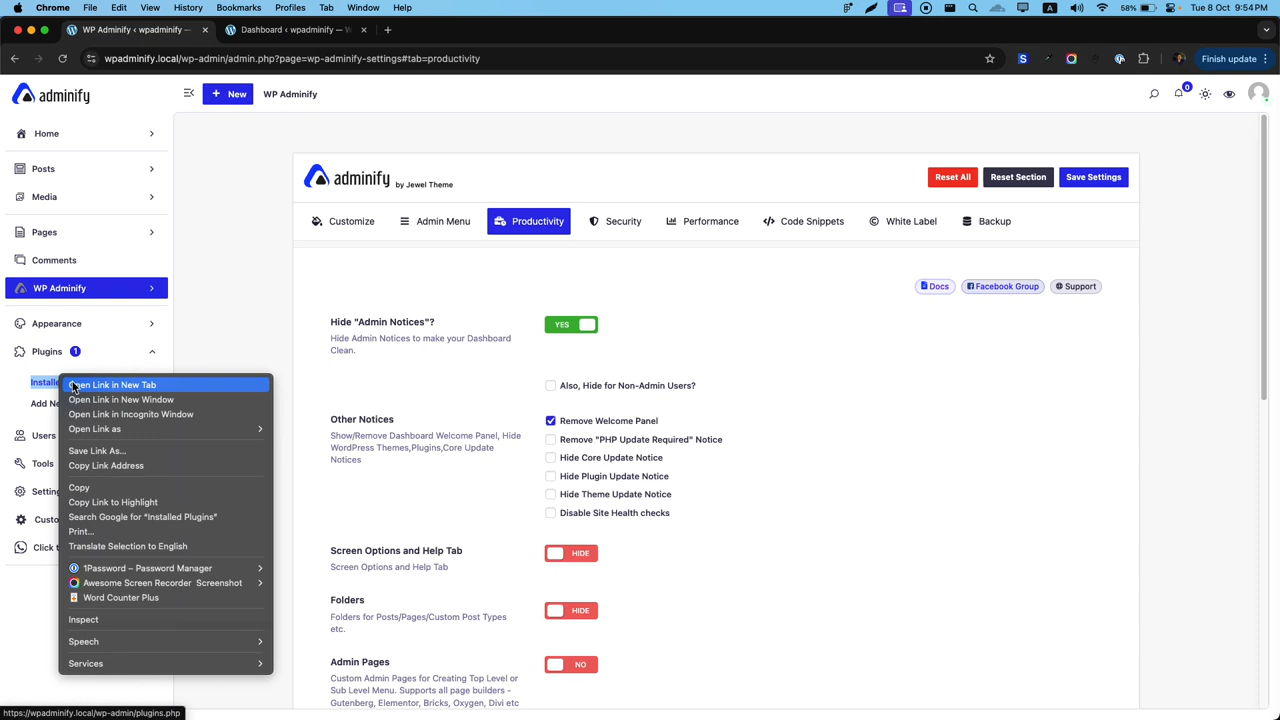 Chrome File Edit View History Bookmarks Profiles Tab Window Help
58%
Tue 8 Oct 9:54 PM
WP Adminify ‹ wpadminify —
Dashboard ‹ wpadminify —
wpadminify.local/wp-admin/admin.php?page=wp-adminify-settings#tab=productivity
Finish update
adminify
New
WP Adminify
0
Home
Posts
Media
Pages
Comments
WP Adminify
Appearance
Plugins 1
Installe
Add Ne
Users
Tools
Setting
Custo
Click t
Open Link in New Tab
Open Link in New Window
Open Link in Incognito Window
Open Link as
Save Link As...
Copy Link Address
Copy
Copy Link to Highlight
Search Google for “Installed Plugins”
Print...
Translate Selection to English
1Password – Password Manager
Awesome Screen Recorder Screenshot
Word Counter Plus
Inspect
Speech
Services
https://wpadminify.local/wp-admin/plugins.php
adminify by Jewel Theme
Reset All
Reset Section
Save Settings
Customize
Admin Menu
Productivity
Security
Performance
Code Snippets
White Label
Backup
Docs
Facebook Group
Support
Hide "Admin Notices"?
Hide Admin Notices to make your Dashboard
Clean.
YES
Also, Hide for Non-Admin Users?
Other Notices
Show/Remove Dashboard Welcome Panel, Hide
WordPress Themes,Plugins,Core Update
Notices
Remove Welcome Panel
Remove "PHP Update Required" Notice
Hide Core Update Notice
Hide Plugin Update Notice
Hide Theme Update Notice
Disable Site Health checks
Screen Options and Help Tab
Screen Options and Help Tab
HIDE
Folders
Folders for Posts/Pages/Custom Post Types
etc.
HIDE
Admin Pages
Custom Admin Pages for Creating Top Level or
Sub Level Menu. Supports all page builders -
Gutenberg, Elementor, Bricks, Oxygen, Divi etc
NO